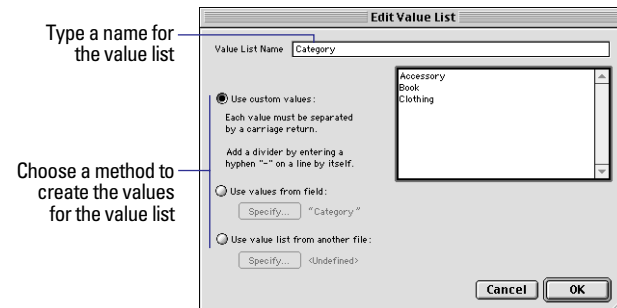 Edit Value List
Type a name for
the value list
Value List Name Category
Accessory
Book
Clothing
Use custom values:
Each value must be separated
by a carriage return.
Add a divider by entering a
hyphen "-" on a line by itself.
Choose a method to
create the values
for the value list
Use values from field:
Specify... "Category"
Use value list from another file:
Specify... <Undefined>
Cancel OK